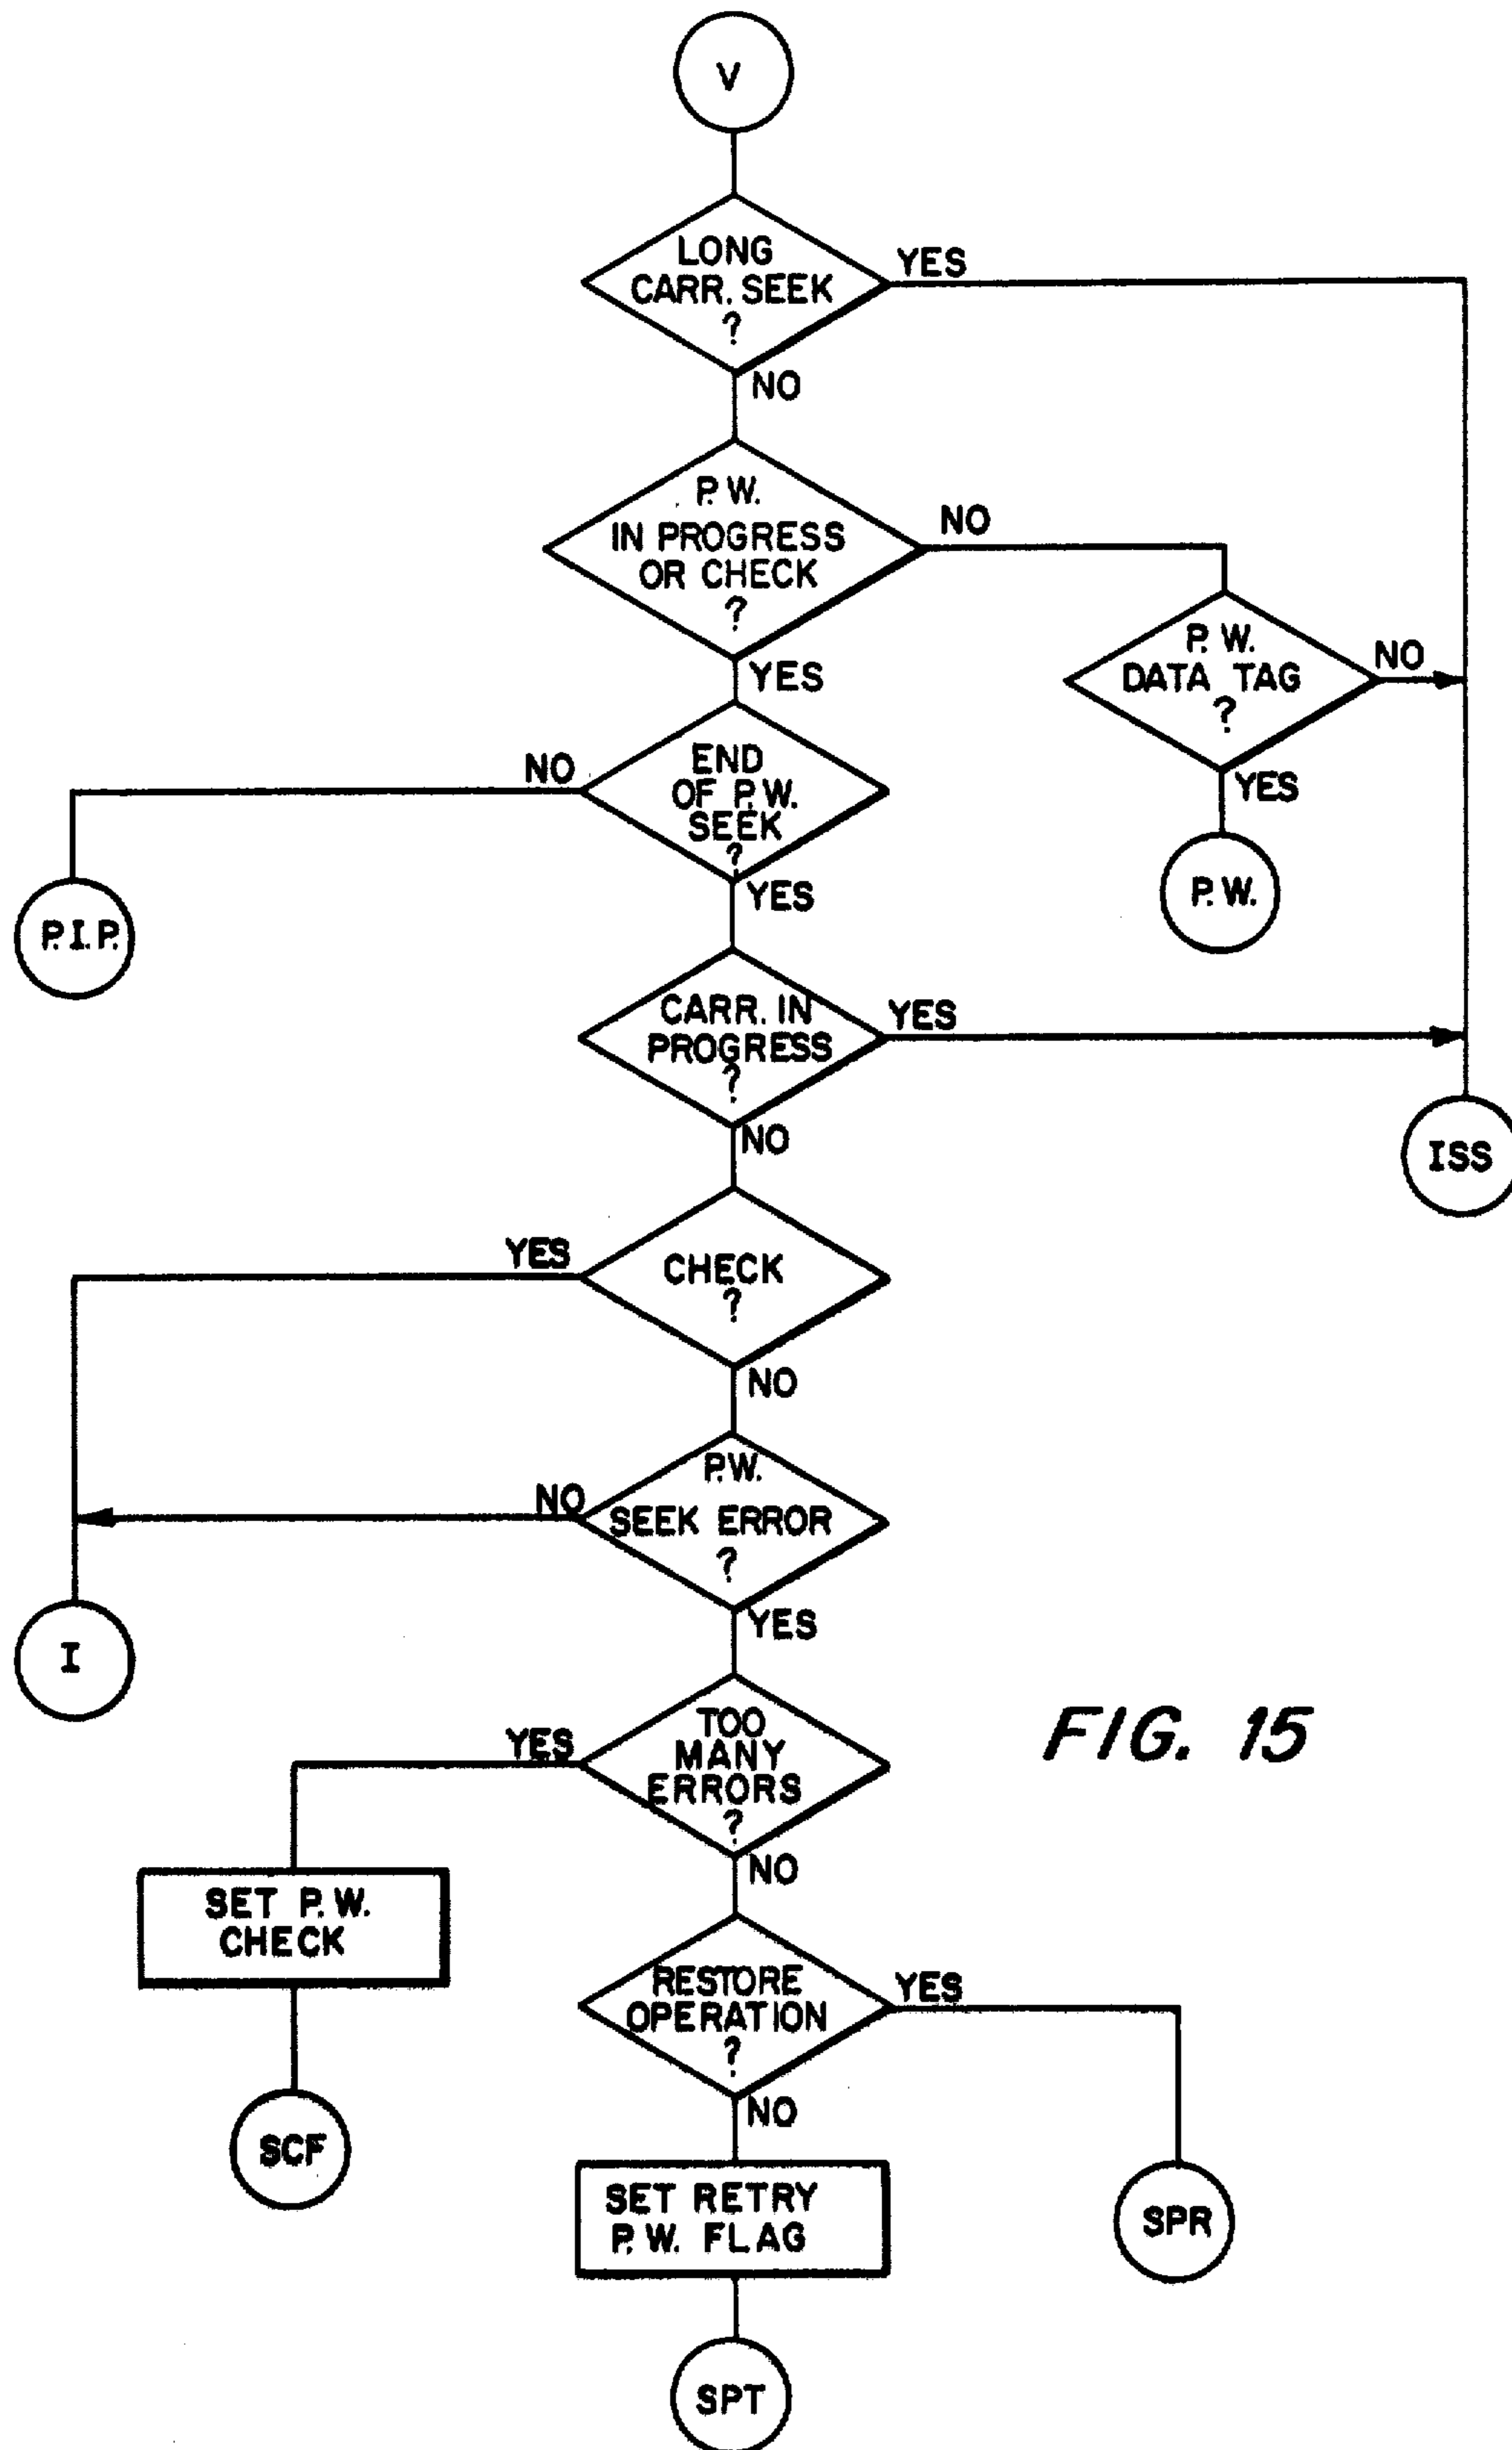 V
LONG
CARR. SEEK
?
YES
NO
P.W.
IN PROGRESS
OR CHECK
?
NO
YES
P.W.
DATA TAG
?
NO
YES
P.W.
END
OF P.W.
SEEK
?
NO
YES
P.I.P.
CARR. IN
PROGRESS
?
YES
NO
ISS
CHECK
?
YES
NO
P.W.
SEEK ERROR
?
NO
YES
I
TOO
MANY
ERRORS
?
YES
NO
FIG. 15
SET P.W.
CHECK
SCF
RESTORE
OPERATION
?
YES
NO
SET RETRY
P.W. FLAG
SPR
SPT